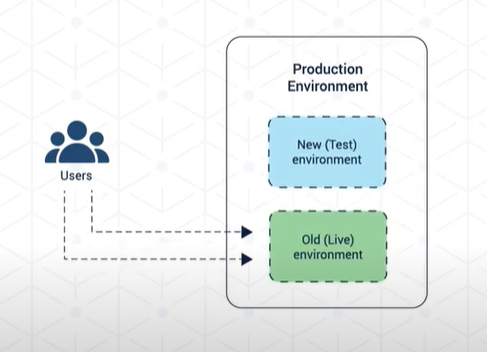 Production
Environment
New (Test)
environment
Users
Old (Live)
environment